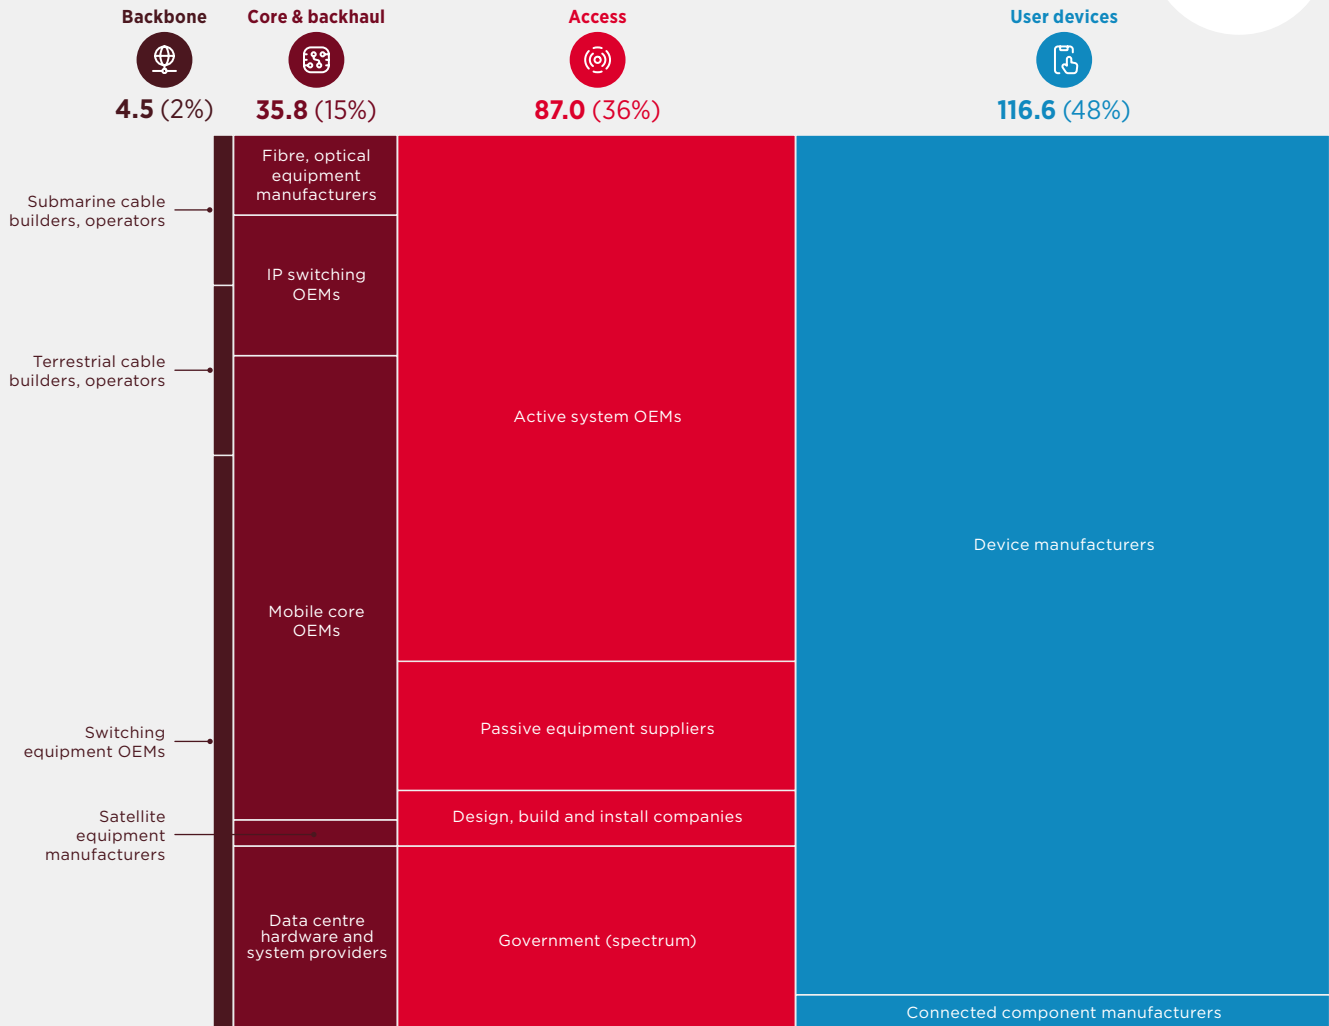 Backbone
Core & backhaul
Access
User devices
4.5 (2%)
35.8 (15%)
87.0 (36%)
116.6 (48%)
Submarine cable
builders, operators
Terrestrial cable
builders, operators
Switching
equipment OEMs
Satellite
equipment
manufacturers
Fibre, optical
equipment
manufacturers
IP switching
OEMs
Mobile core
OEMs
Data centre
hardware and
system providers
Active system OEMs
Passive equipment suppliers
Design, build and install companies
Government (spectrum)
Device manufacturers
Connected component manufacturers